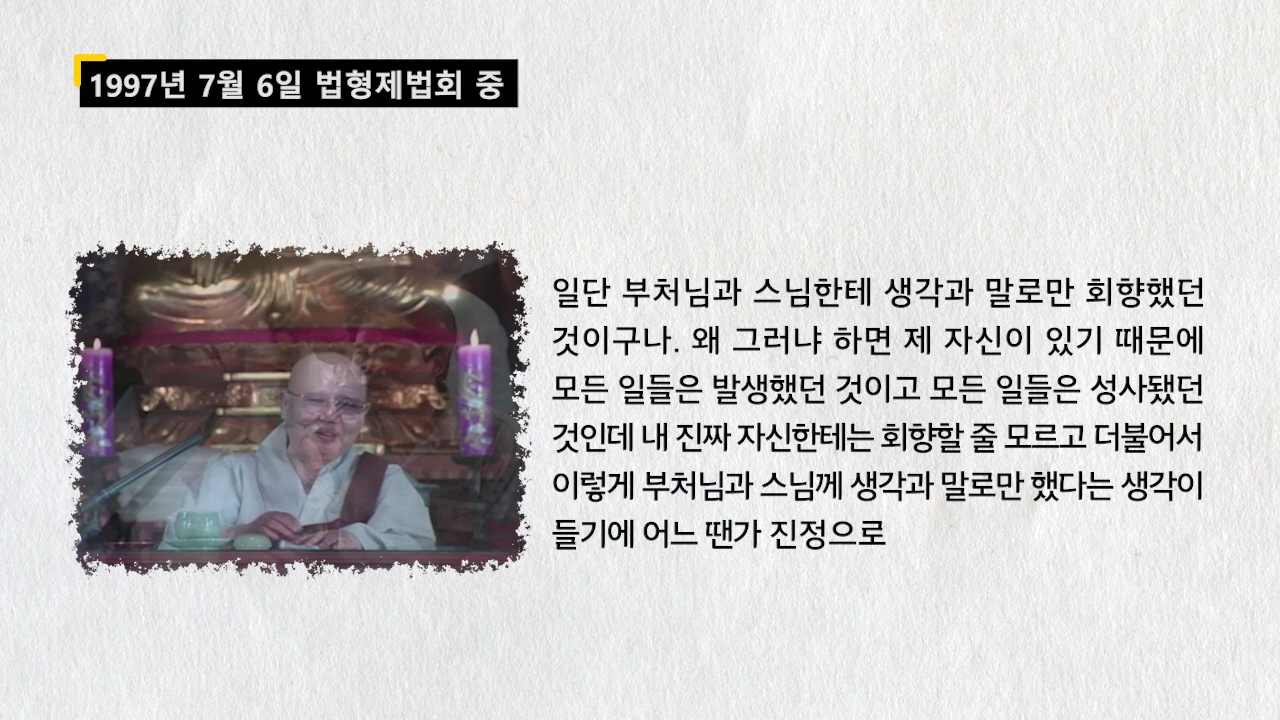 1997년 7월 6일 법형제법회 중
일단 부처님과 스님한테 생각과 말로만 회향했던
것이구나. 왜 그러냐 하면 제 자신이 있기 때문에
모든 일들은 발생했던 것이고 모든 일들은 성사됐던
것인데 내 진짜 자신한테는 회향할 줄 모르고 더불어서
이렇게 부처님과 스님께 생각과 말로만 했다는 생각이
들기에 어느 땐가 진정으로